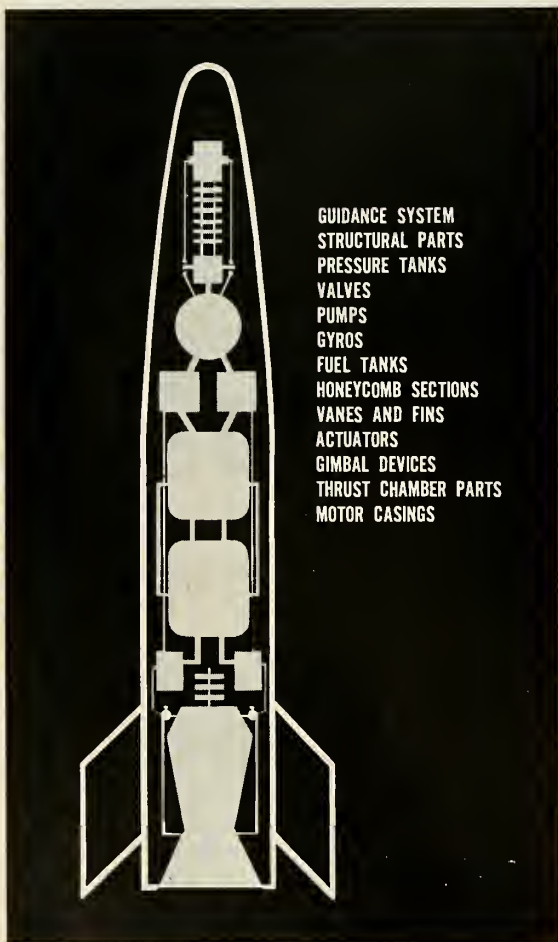 GUIDANCE SYSTEM
STRUCTURAL PARTS
PRESSURE TANKS
VALVES
PUMPS
GYROS
FUEL TANKS
HONEYCOMB SECTIONS
VANES AND FINS
ACTUATORS
GIMBAL DEVICES
THRUST CHAMBER PARTS
MOTOR CASINGS